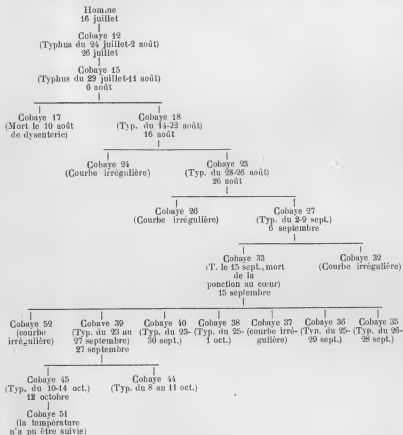 Homme
16 juillet
Cobaye 12
(Typhus du 24 juillet-2 août)
26 juillet
Cobaye 15
(Typhus du 29 juillet-11 août)
6 août
Cobaye 17
(Mort le 10 août
de dysenterie)
Cobaye 18
(Typ. du 14-22 août)
16 août
Cobaye 24
(Courbe irrégulière)
Cobaye 23
(Typ. du 28-26 août)
26 août
Cobaye 26
(Courbe irrégulière)
Cobaye 27
(Typ. du 2-9 sept.)
6 septembre
Cobaye 33
(T. le 15 sept., mort
de la
ponction au cœur)
15 septembre
Cobaye 32
(Courbe irrégulière)
Cobaye 52
(courbe
irrégulière)
Cobaye 39
(Typ. du 23 au
27 septembre)
27 septembre
Cobaye 40
(Typ. du 23-
30 sept.)
Cobaye 38
(Typ. du 25-
1 oct.)
Cobaye 37
(courbe irré-
gulière)
Cobaye 36
(Typ. du 25-
29 sept.)
Cobaye 35
(Typ. du 26-
28 sept.)
Cobaye 45
(Typ. du 10-14 oct.)
12 octobre
Cobaye 44
(Typ. du 8 au 11 oct.)
Cobaye 51
(la température
n'a pu être suivie)